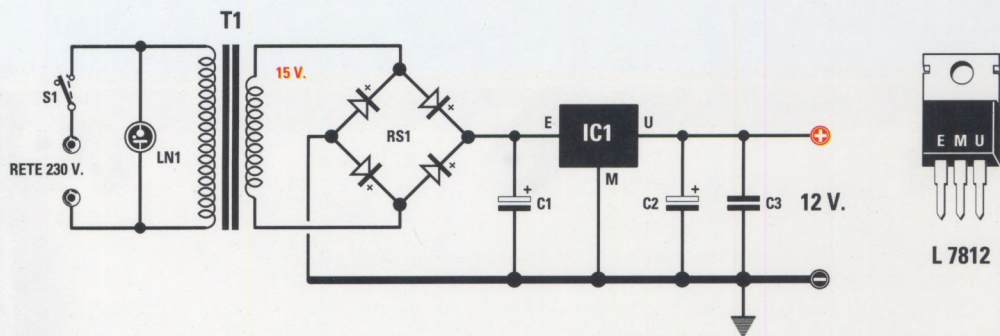 T1
15 V.
S1
LN1
RETE 230 V.
RS1
E
IC1
U
M
+
C1
+
C2
C3
12 V.
+
−
E M U
L 7812